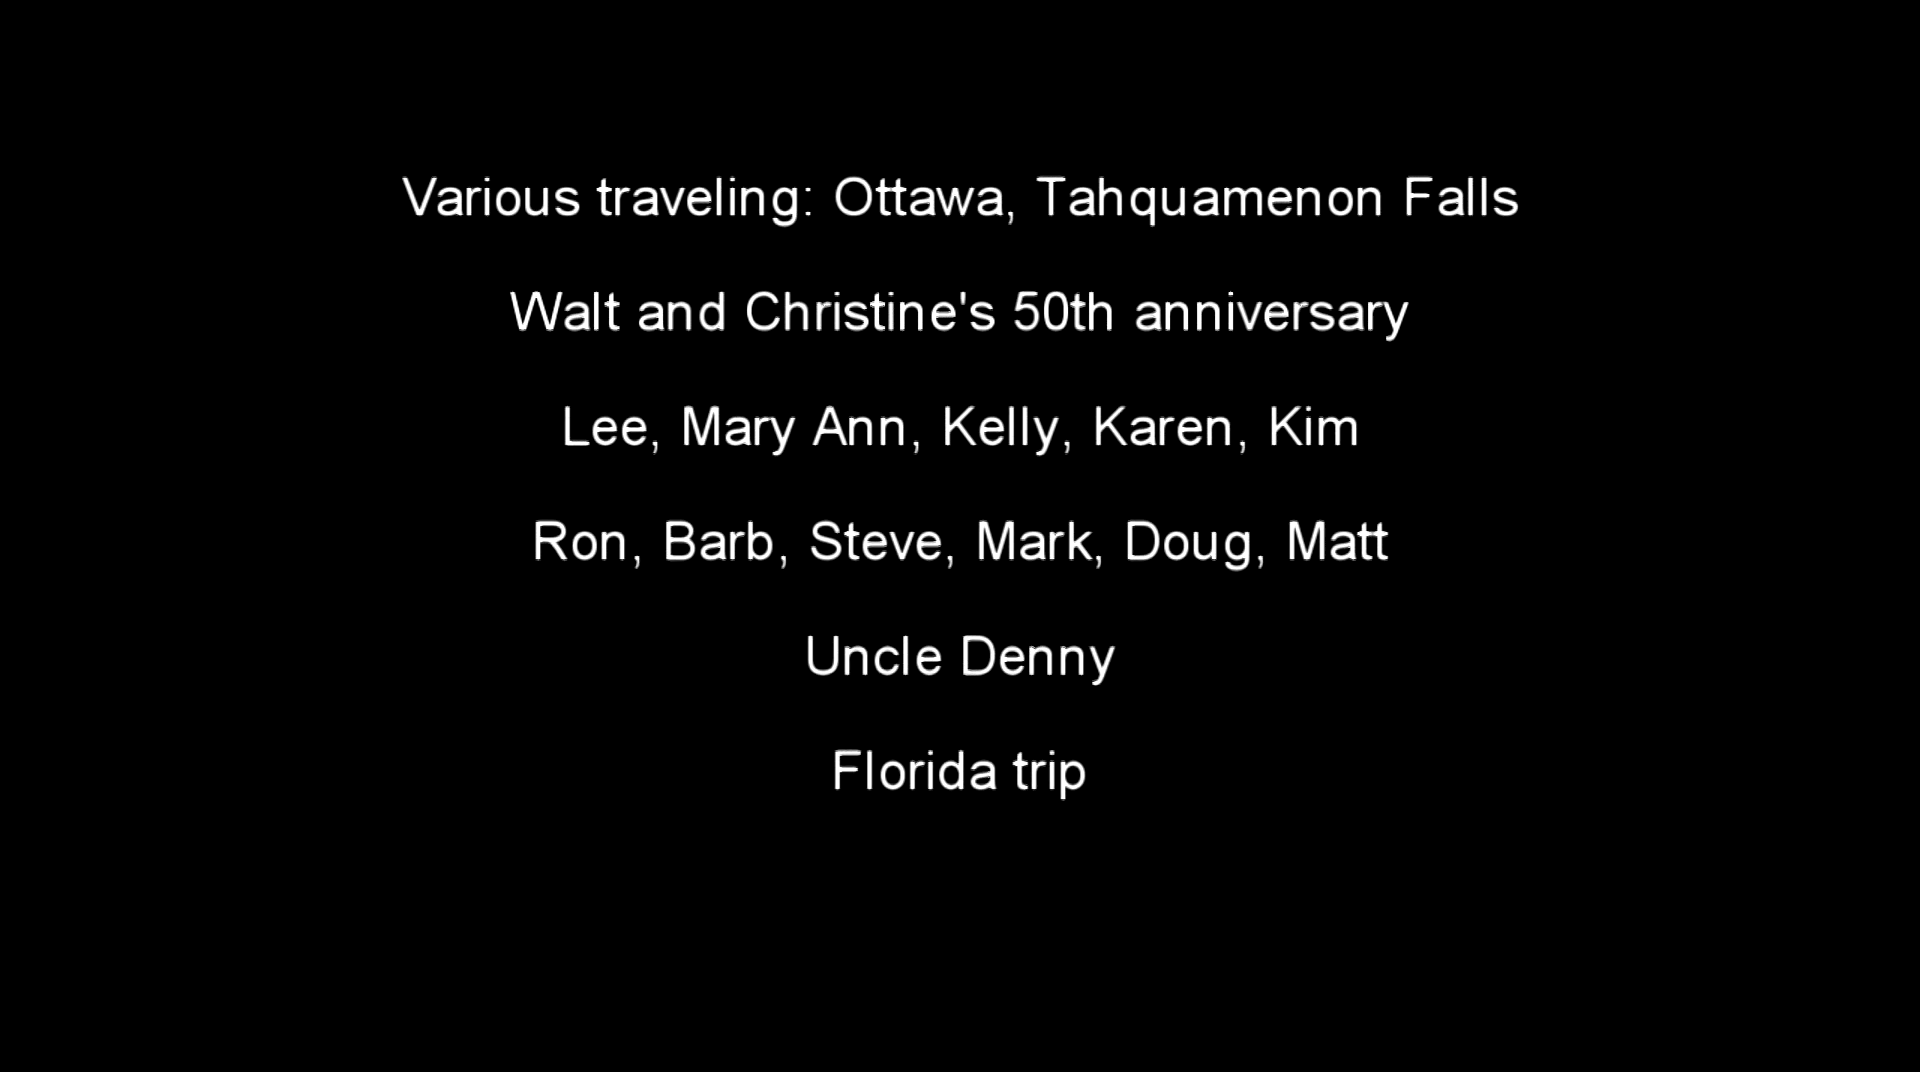 Various traveling: Ottawa, Tahquamenon Falls
Walt and Christine's 50th anniversary
Lee, Mary Ann, Kelly, Karen, Kim
Ron, Barb, Steve, Mark, Doug, Matt
Uncle Denny
Florida trip